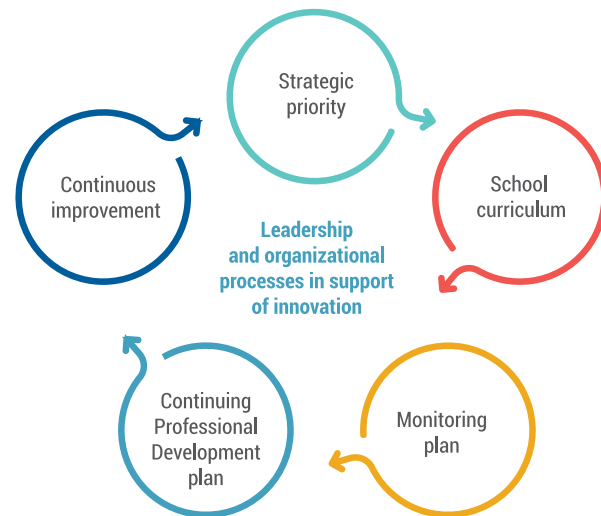 Strategic
priority
School
curriculum
Monitoring
plan
Continuing
Professional
Development
plan
Continuous
improvement
Leadership
and organizational
processes in support
of innovation